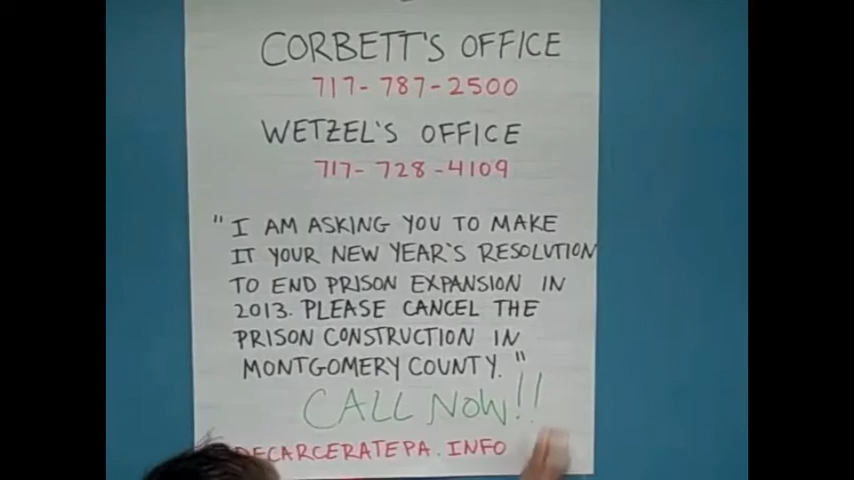 CORBETT'S OFFICE
717-787-2500
WETZEL'S OFFICE
717-728-4109
"I AM ASKING YOU TO MAKE
IT YOUR NEW YEAR'S RESOLUTION
TO END PRISON EXPANSION IN
2013. PLEASE CANCEL THE
PRISON CONSTRUCTION IN
MONTGOMERY COUNTY."
CALL NOW!!
DECARCERATEPA.INFO